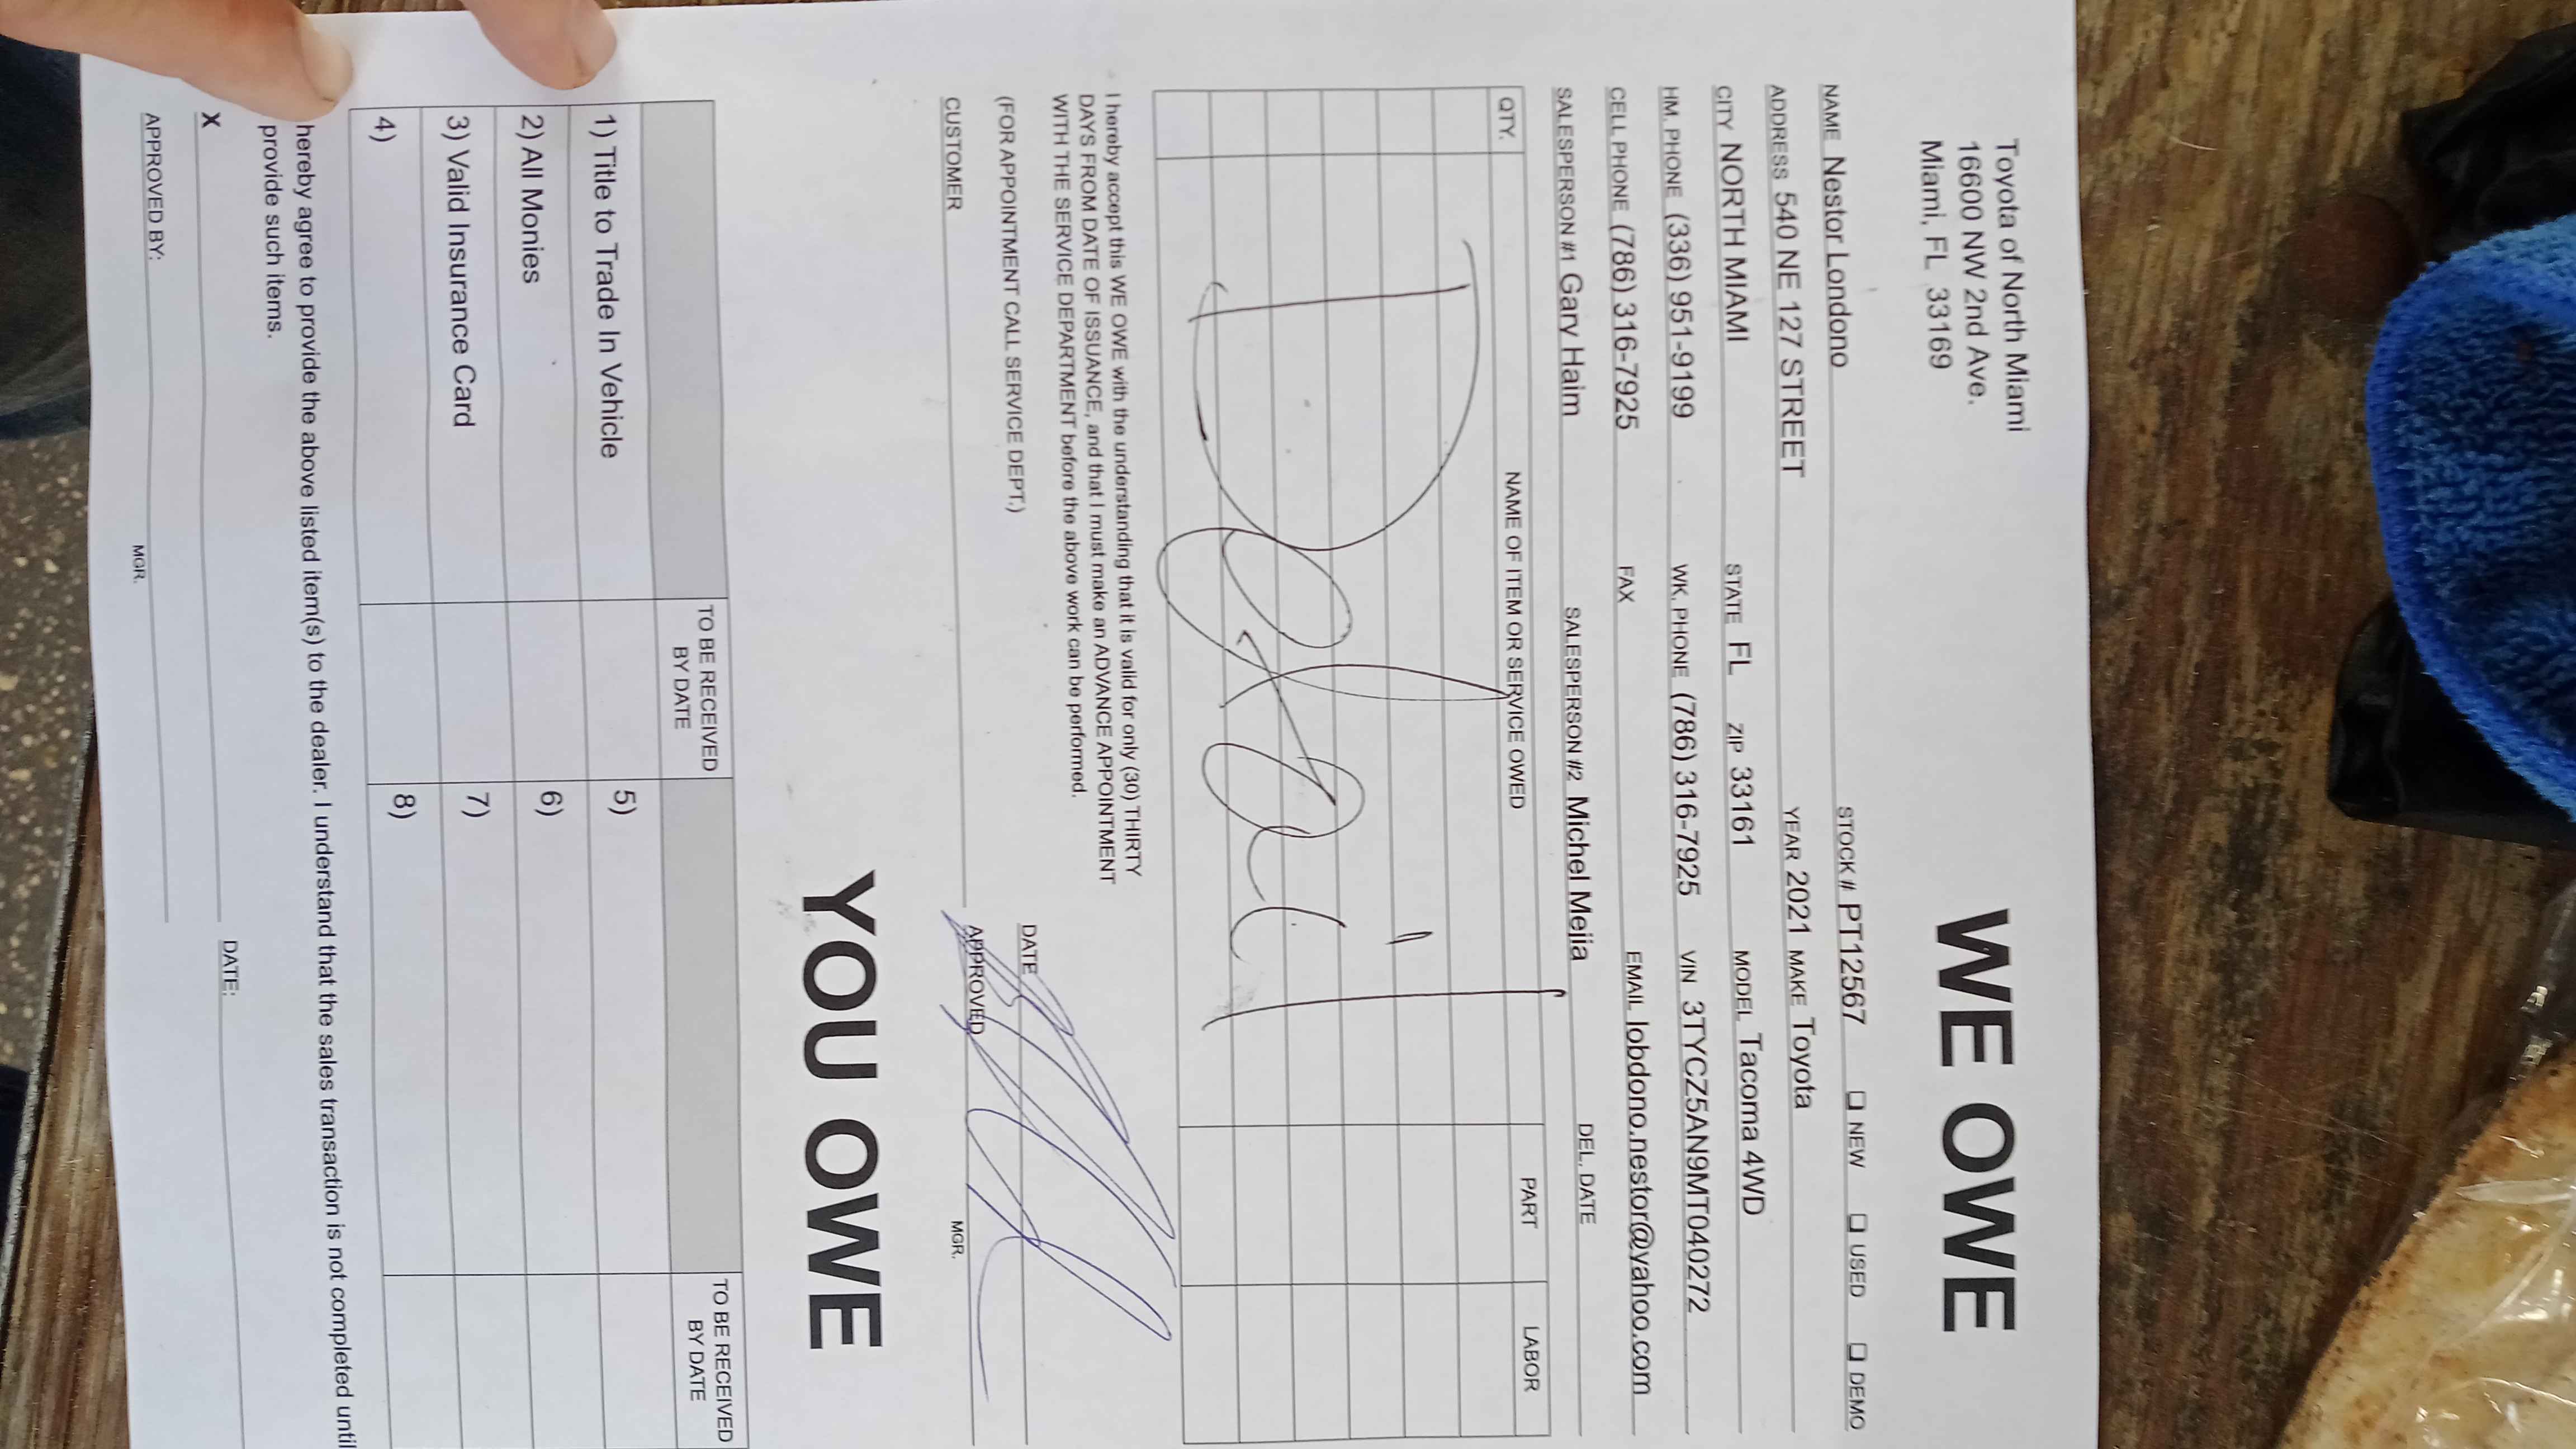 Toyota of North Miami
16600 NW 2nd Ave.
Miami, FL 33169
WE OWE
NAME Nestor Londono STOCK # PT12567 ❑ NEW ❑ USED ❑ DEMO
ADDRESS 540 NE 127 STREET YEAR 2021 MAKE Toyota
CITY NORTH MIAMI STATE FL ZIP 33161 MODEL Tacoma 4WD
HM. PHONE (336) 951-9199 WK. PHONE (786) 316-7925 VIN 3TYCZ5AN9MT040272
CELL PHONE (786) 316-7925 FAX EMAIL lobdono.nestor@yahoo.com
SALESPERSON #1 Gary Haim SALESPERSON #2 Michel Mejia DEL. DATE
QTY. NAME OF ITEM OR SERVICE OWED PART LABOR
Detail
I hereby accept this WE OWE with the understanding that it is valid for only (30) THIRTY
DAYS FROM DATE OF ISSUANCE, and that I must make an ADVANCE APPOINTMENT
WITH THE SERVICE DEPARTMENT before the above work can be performed.
(FOR APPOINTMENT CALL SERVICE DEPT.) DATE
CUSTOMER APPROVED MGR.
YOU OWE
TO BE RECEIVED BY DATE TO BE RECEIVED BY DATE
1) Title to Trade In Vehicle 5)
2) All Monies 6)
3) Valid Insurance Card 7)
4) 8)
hereby agree to provide the above listed item(s) to the dealer. I understand that the sales transaction is not completed until
provide such items.
X DATE:
APPROVED BY: MGR.